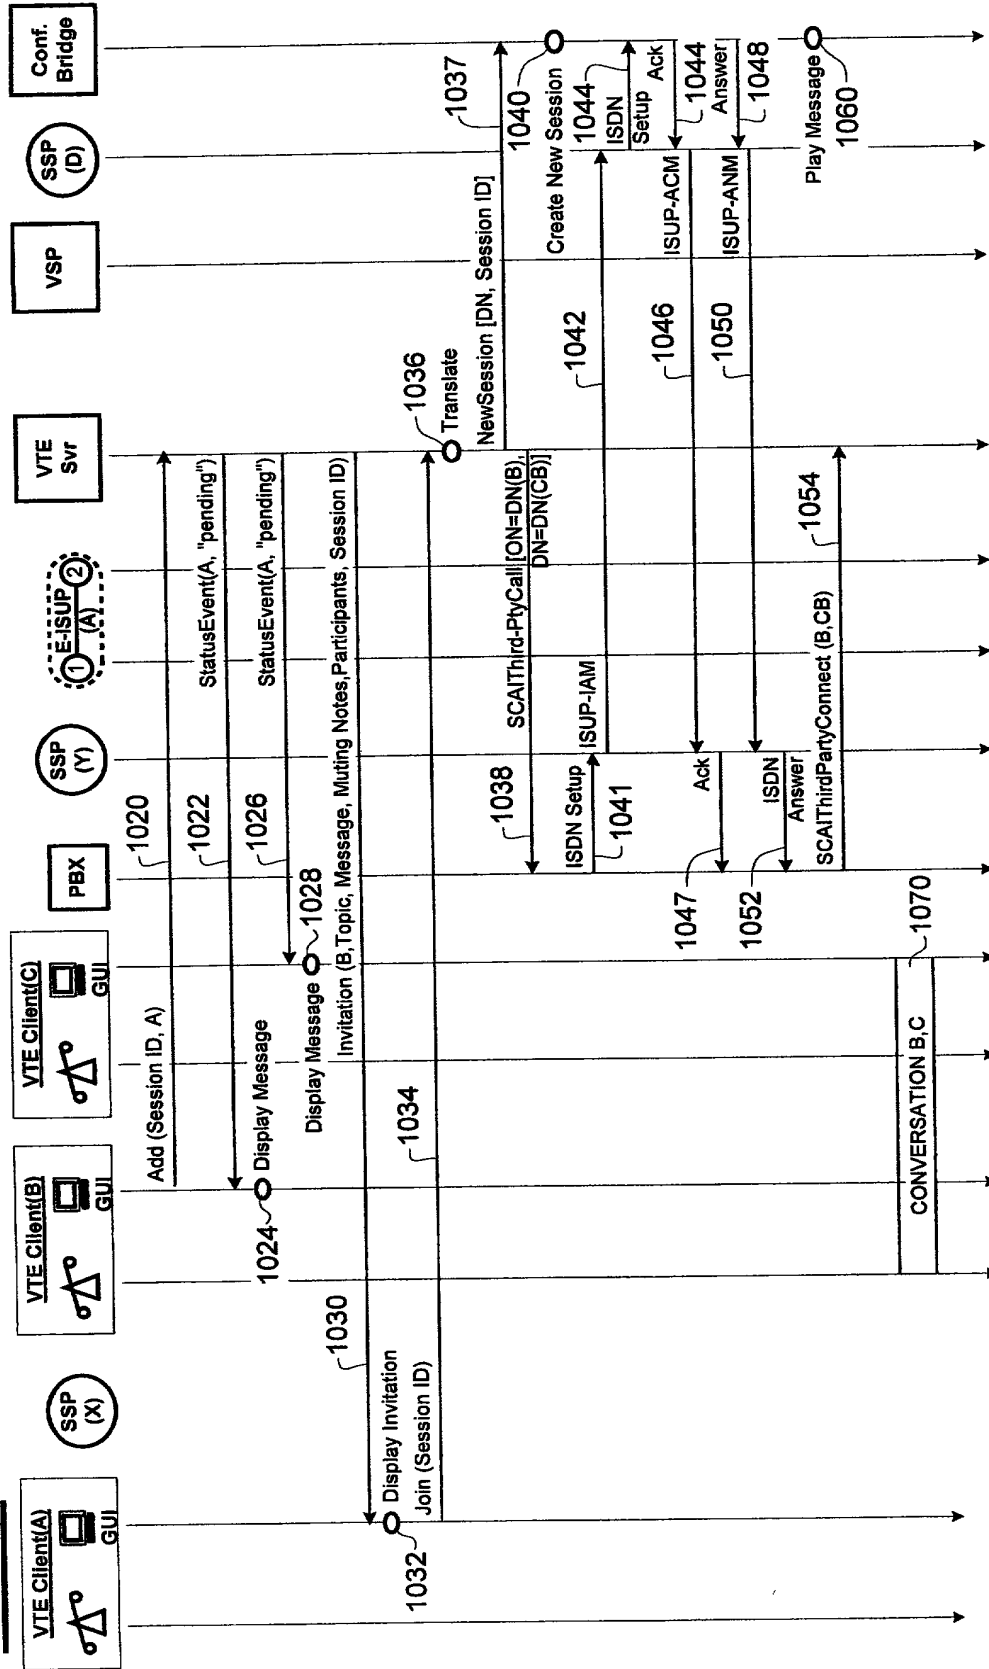 VTE Client(A)
GUI
SSP
(X)
VTE Client(B)
GUI
VTE Client(C)
GUI
PBX
SSP
(Y)
1
E-ISUP
2
(A)
VTE
Svr
VSP
SSP
(D)
Conf.
Bridge
Add (Session ID, A)
1020
StatusEvent(A, "pending")
1022
Display Message
1024
StatusEvent(A, "pending")
1026
Display Message
1028
Invitation (B,Topic, Message, Muting Notes,Participants, Session ID)
1030
Display Invitation
1032
Join (Session ID)
1034
1036
Translate
NewSession [DN, Session ID]
1037
SCAIThird-PtyCall [ON=DN(B),
DN=DN(CB)]
1038
1040
Create New Session
ISDN Setup
1041
ISUP-IAM
1042
1044
ISDN
Setup
Ack
1044
ISUP-ACM
1046
Ack
1047
Answer
1048
ISUP-ANM
1050
ISDN
Answer
1052
SCAIThirdPartyConnect (B,CB)
1054
Play Message
1060
CONVERSATION B,C
1070